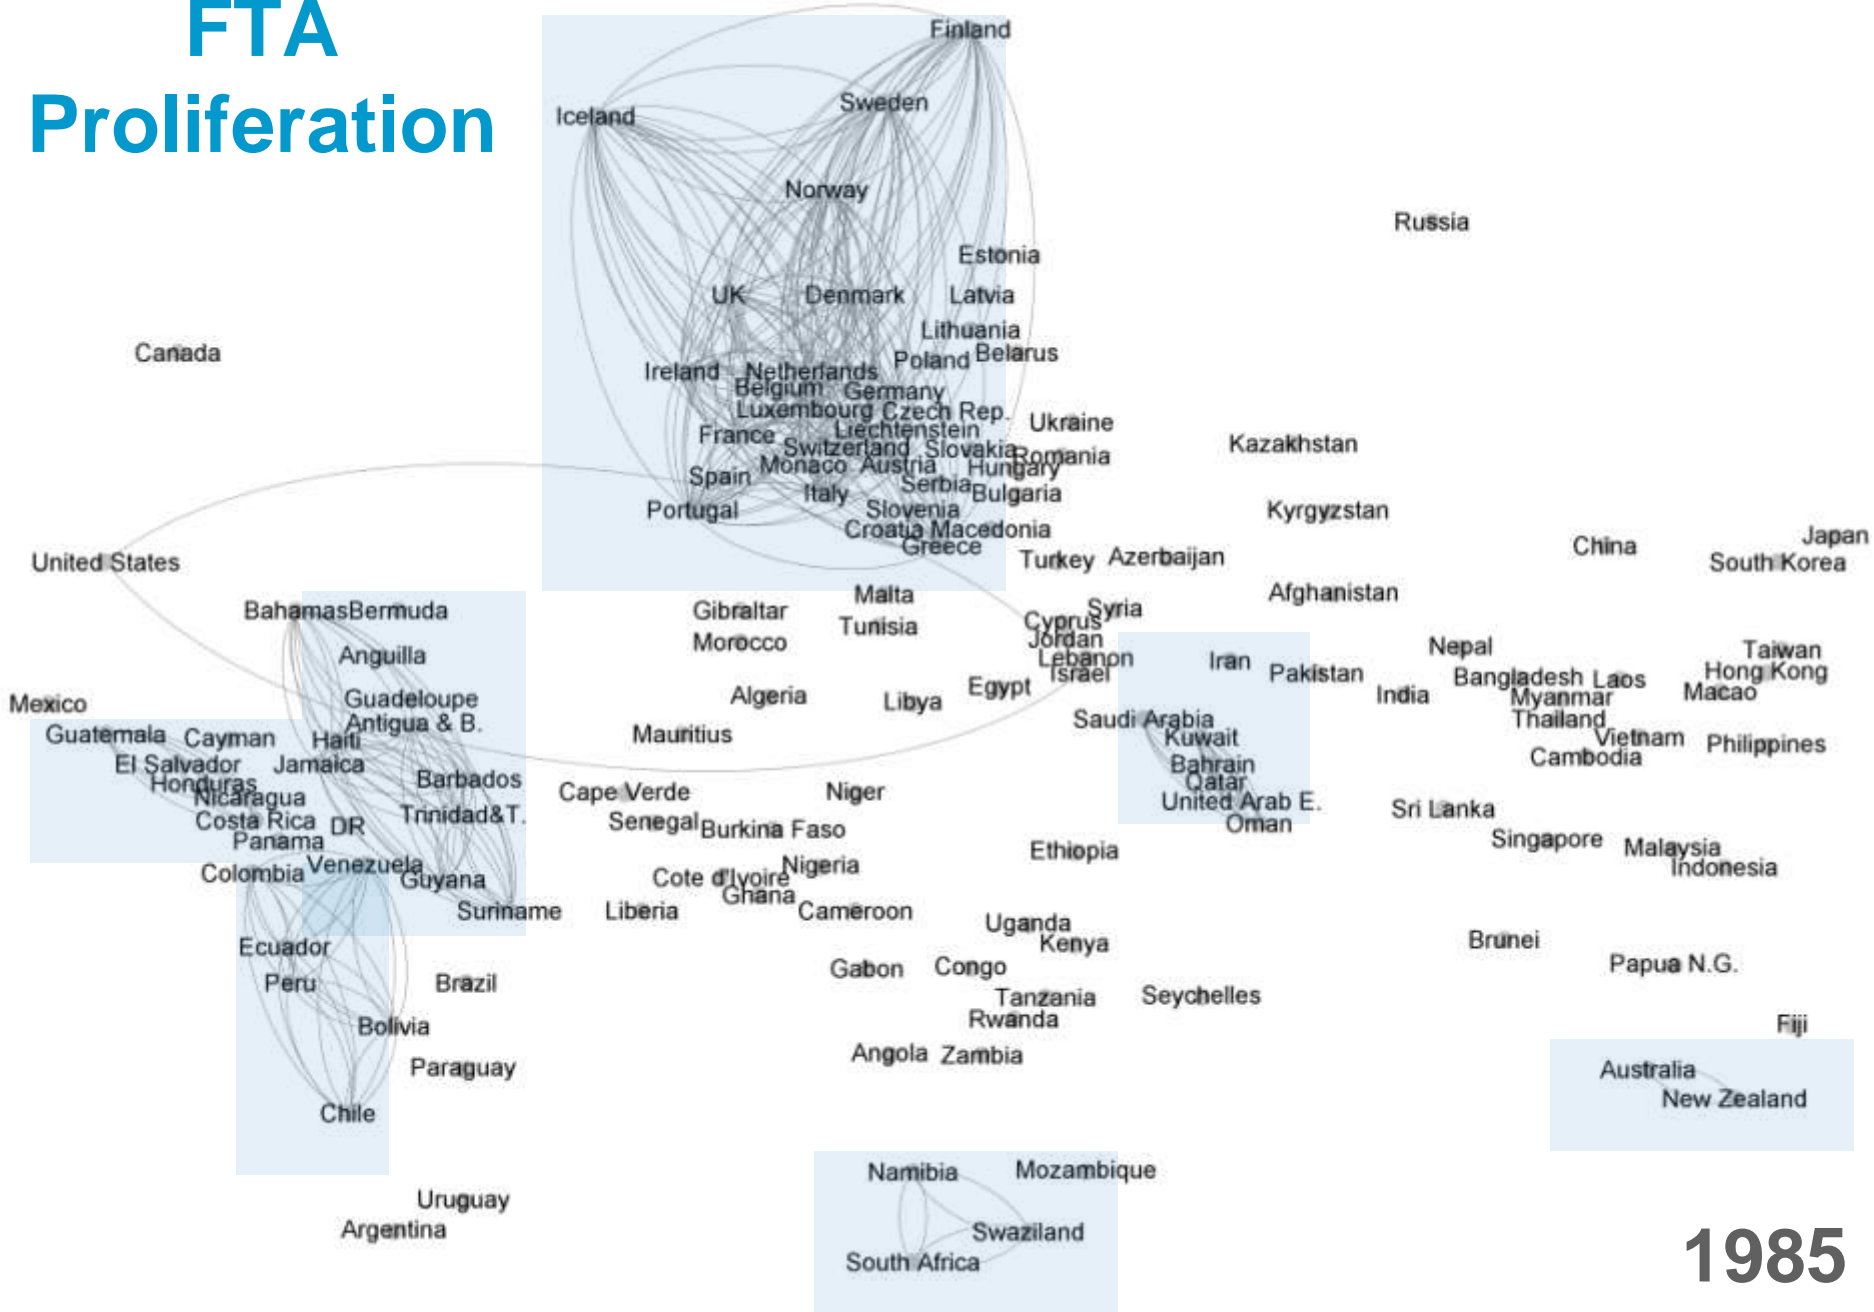 FTA
Proliferation
Finland
Iceland
Sweden
Norway
Russia
Estonia
UK
Denmark
Latvia
Lithuania
Canada
Poland
Belarus
Ireland
Netherlands
Belgium
Germany
Luxembourg
Czech Rep.
Ukraine
Liechtenstein
France
Kazakhstan
Switzerland
Slovakia
Romania
Monaco
Austria
Hungary
Spain
Serbia
Italy
Bulgaria
Portugal
Slovenia
Kyrgyzstan
Croatia
Macedonia
Greece
Japan
China
United States
Turkey
Azerbaijan
South Korea
Malta
Afghanistan
Bahamas
Bermuda
Gibraltar
Syria
Cyprus
Tunisia
Morocco
Jordan
Anguilla
Lebanon
Iran
Nepal
Taiwan
Israel
Pakistan
Hong Kong
Bangladesh
Laos
Egypt
Macao
Mexico
Guadeloupe
Algeria
Libya
India
Myanmar
Antigua & B.
Saudi Arabia
Thailand
Guatemala
Cayman
Haiti
Mauritius
Kuwait
Vietnam
Philippines
El Salvador
Jamaica
Bahrain
Cambodia
Honduras
Barbados
Qatar
Nicaragua
Cape Verde
Niger
United Arab E.
Sri Lanka
Costa Rica
DR
Trinidad&T.
Senegal
Burkina Faso
Oman
Panama
Singapore
Malaysia
Colombia
Venezuela
Guyana
Cote d'Ivoire
Nigeria
Ethiopia
Indonesia
Ghana
Suriname
Liberia
Cameroon
Uganda
Ecuador
Kenya
Brunei
Peru
Brazil
Gabon
Congo
Papua N.G.
Tanzania
Seychelles
Bolivia
Rwanda
Fiji
Paraguay
Angola
Zambia
Australia
Chile
New Zealand
Namibia
Mozambique
Uruguay
Argentina
Swaziland
South Africa
1985